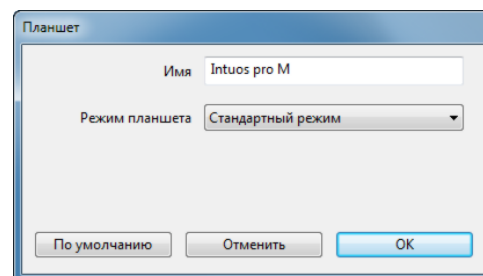 Планшет
Имя Intuos pro M
Режим планшета Стандартный режим
По умолчанию Отменить OK